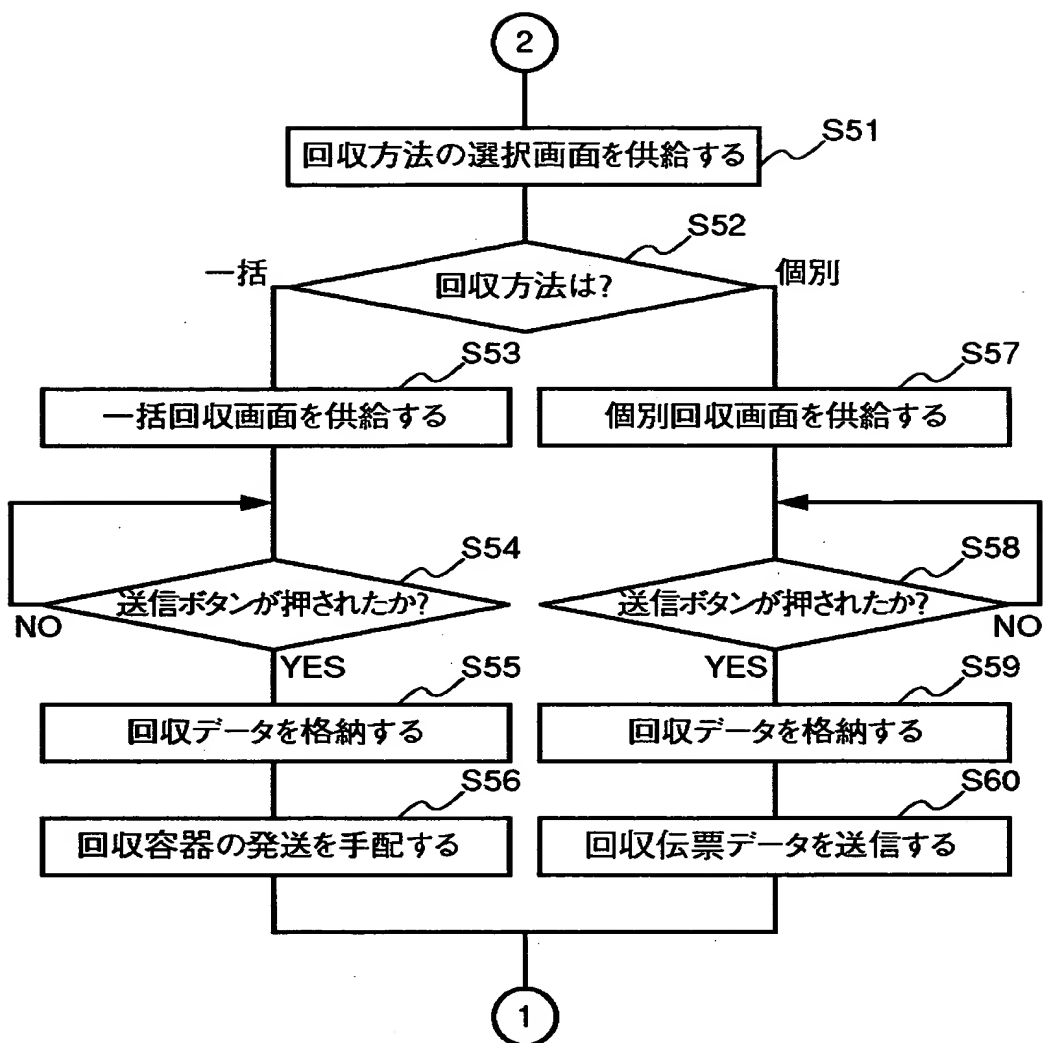 2
S51
回収方法の選択画面を供給する
S52
一括
回収方法は?
個別
S53
一括回収画面を供給する
S57
個別回収画面を供給する
S54
送信ボタンが押されたか?
NO
YES
S58
送信ボタンが押されたか?
NO
YES
S55
回収データを格納する
S59
回収データを格納する
S56
回収容器の発送を手配する
S60
回収伝票データを送信する
1